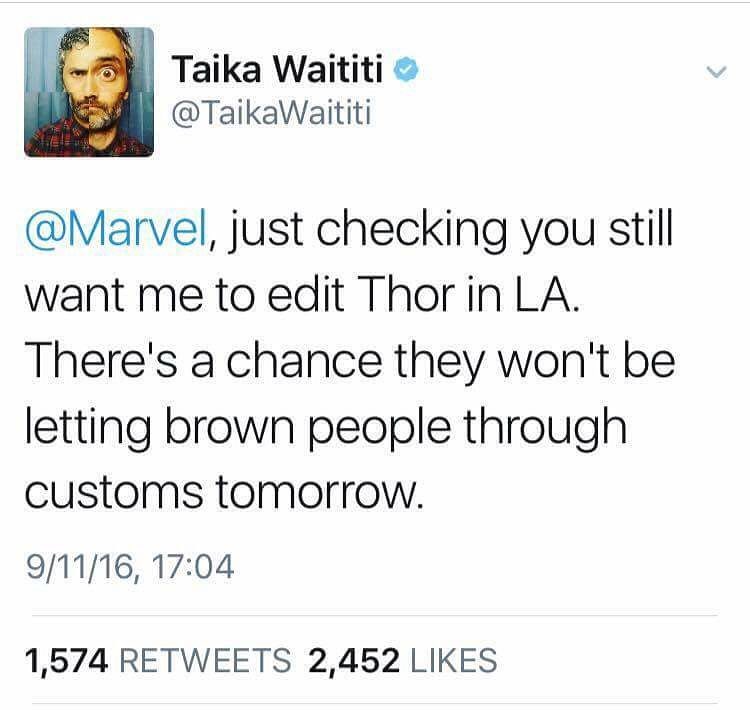 Taika Waititi
@TaikaWaititi
@Marvel, just checking you still
want me to edit Thor in LA.
There's a chance they won't be
letting brown people through
customs tomorrow.
9/11/16, 17:04
1,574 RETWEETS 2,452 LIKES